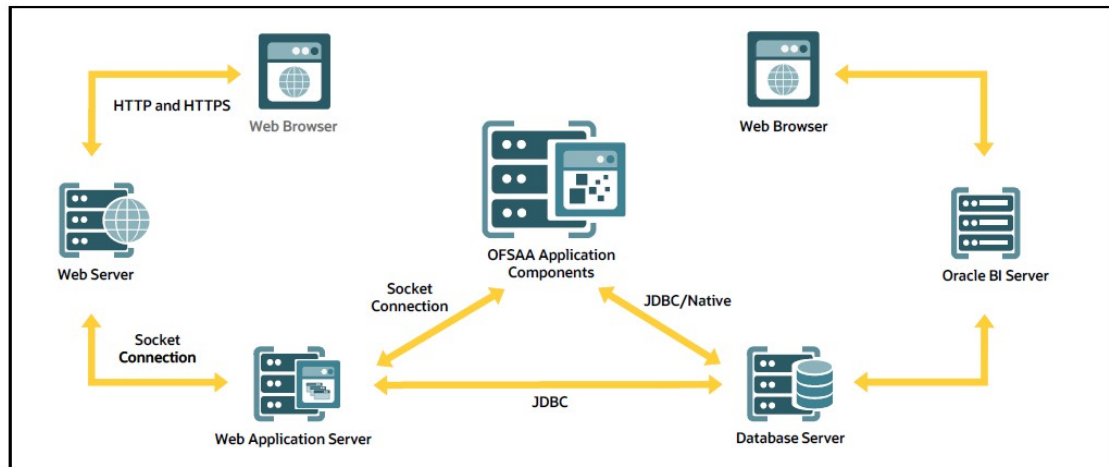 HTTP and HTTPS
Web Browser
Web Browser
OFSAA Application
Components
Web Server
Oracle BI Server
Socket
Connection
JDBC/Native
Socket
Connection
JDBC
Web Application Server
Database Server